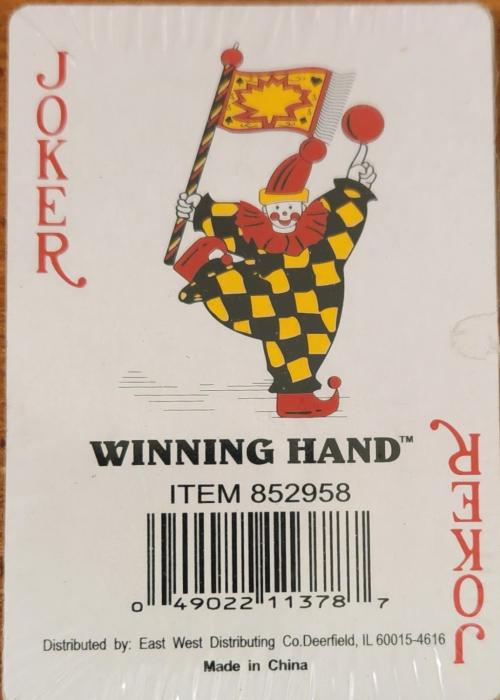 JOKER
WINNING HAND™
ITEM 852958
0 49022 11378 7
Distributed by: East West Distributing Co.Deerfield, IL 60015-4616
Made in China
JOKER